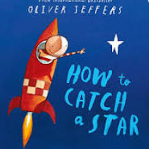 OLIVER JEFFERS
HOW to
CATCH
a STAR